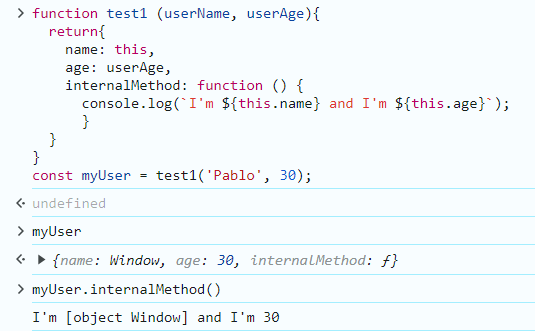 > function test1 (userName, userAge){
    return{
      name: this,
      age: userAge,
      internalMethod: function () {
        console.log(`I'm ${this.name} and I'm ${this.age}`);
        }
    }
  }
  const myUser = test1('Pablo', 30);
<· undefined
> myUser
<· ▶ {name: Window, age: 30, internalMethod: ƒ}
> myUser.internalMethod()
  I'm [object Window] and I'm 30